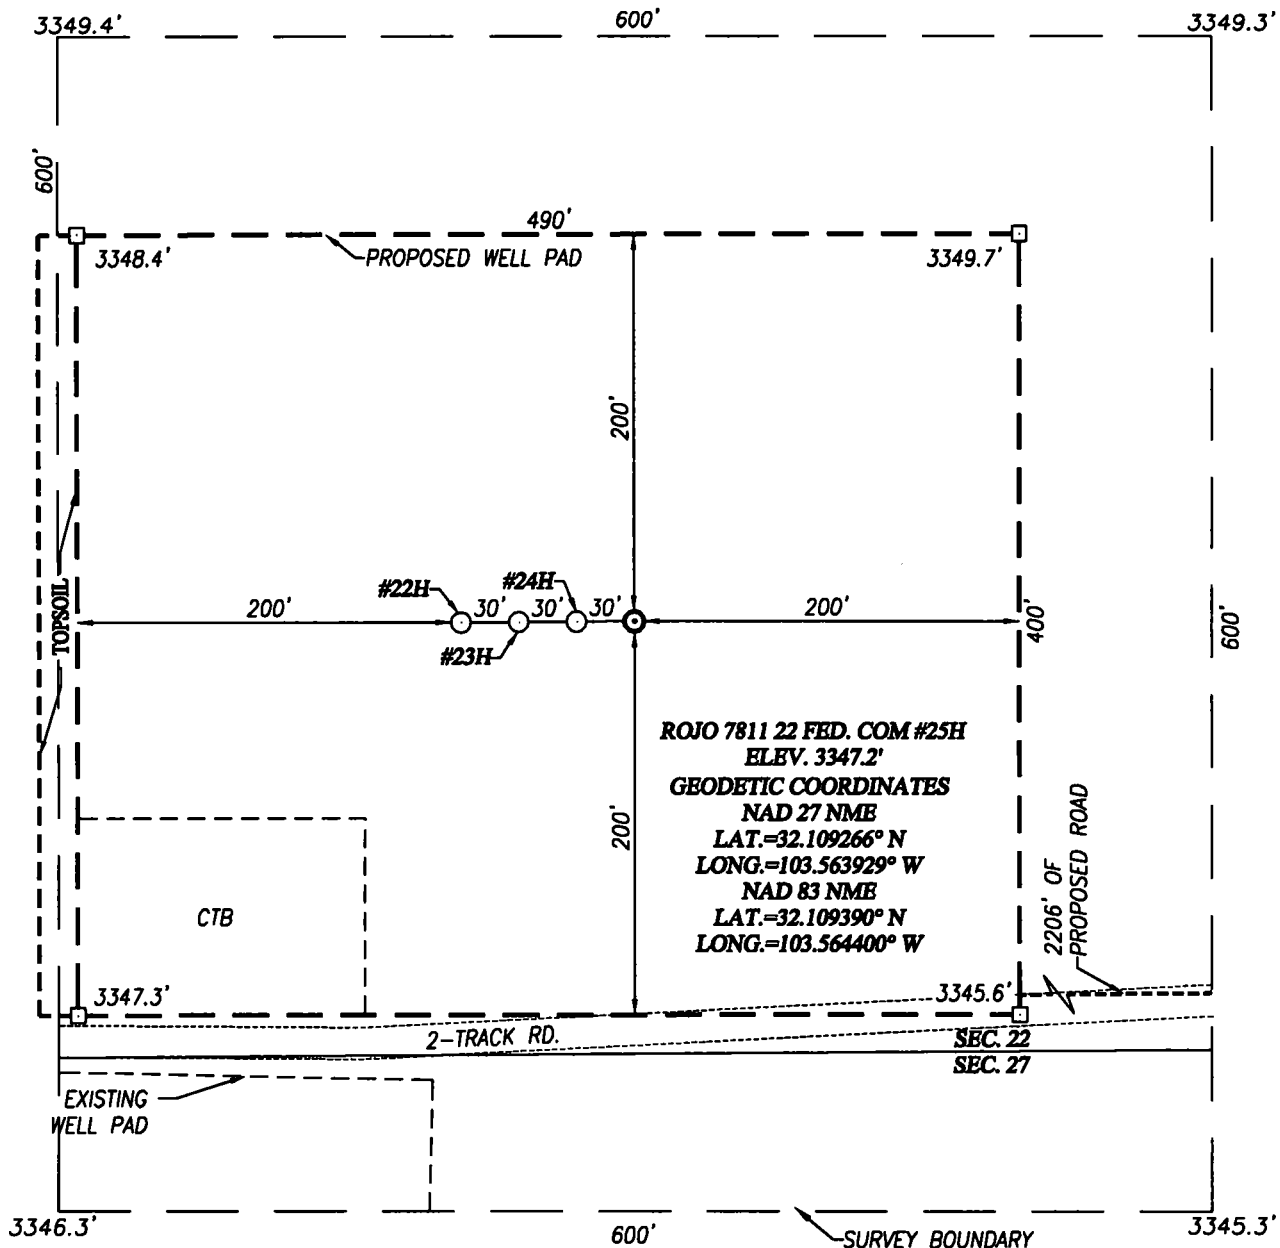 3349.4'
600'
3349.3'
600'
490'
3348.4'
PROPOSED WELL PAD
3349.7'
200'
TOPSOIL
200'
#22H
30'
#23H
30'
#24H
30'
200'
400'
600'
ROJO 7811 22 FED. COM #25H
ELEV. 3347.2'
GEODETIC COORDINATES
NAD 27 NME
LAT.=32.109266° N
LONG.=103.563929° W
NAD 83 NME
LAT.=32.109390° N
LONG.=103.564400° W
200'
2206' OF
PROPOSED ROAD
CTB
3347.3'
3345.6'
2-TRACK RD.
SEC. 22
SEC. 27
EXISTING
WELL PAD
3346.3'
600'
SURVEY BOUNDARY
3345.3'